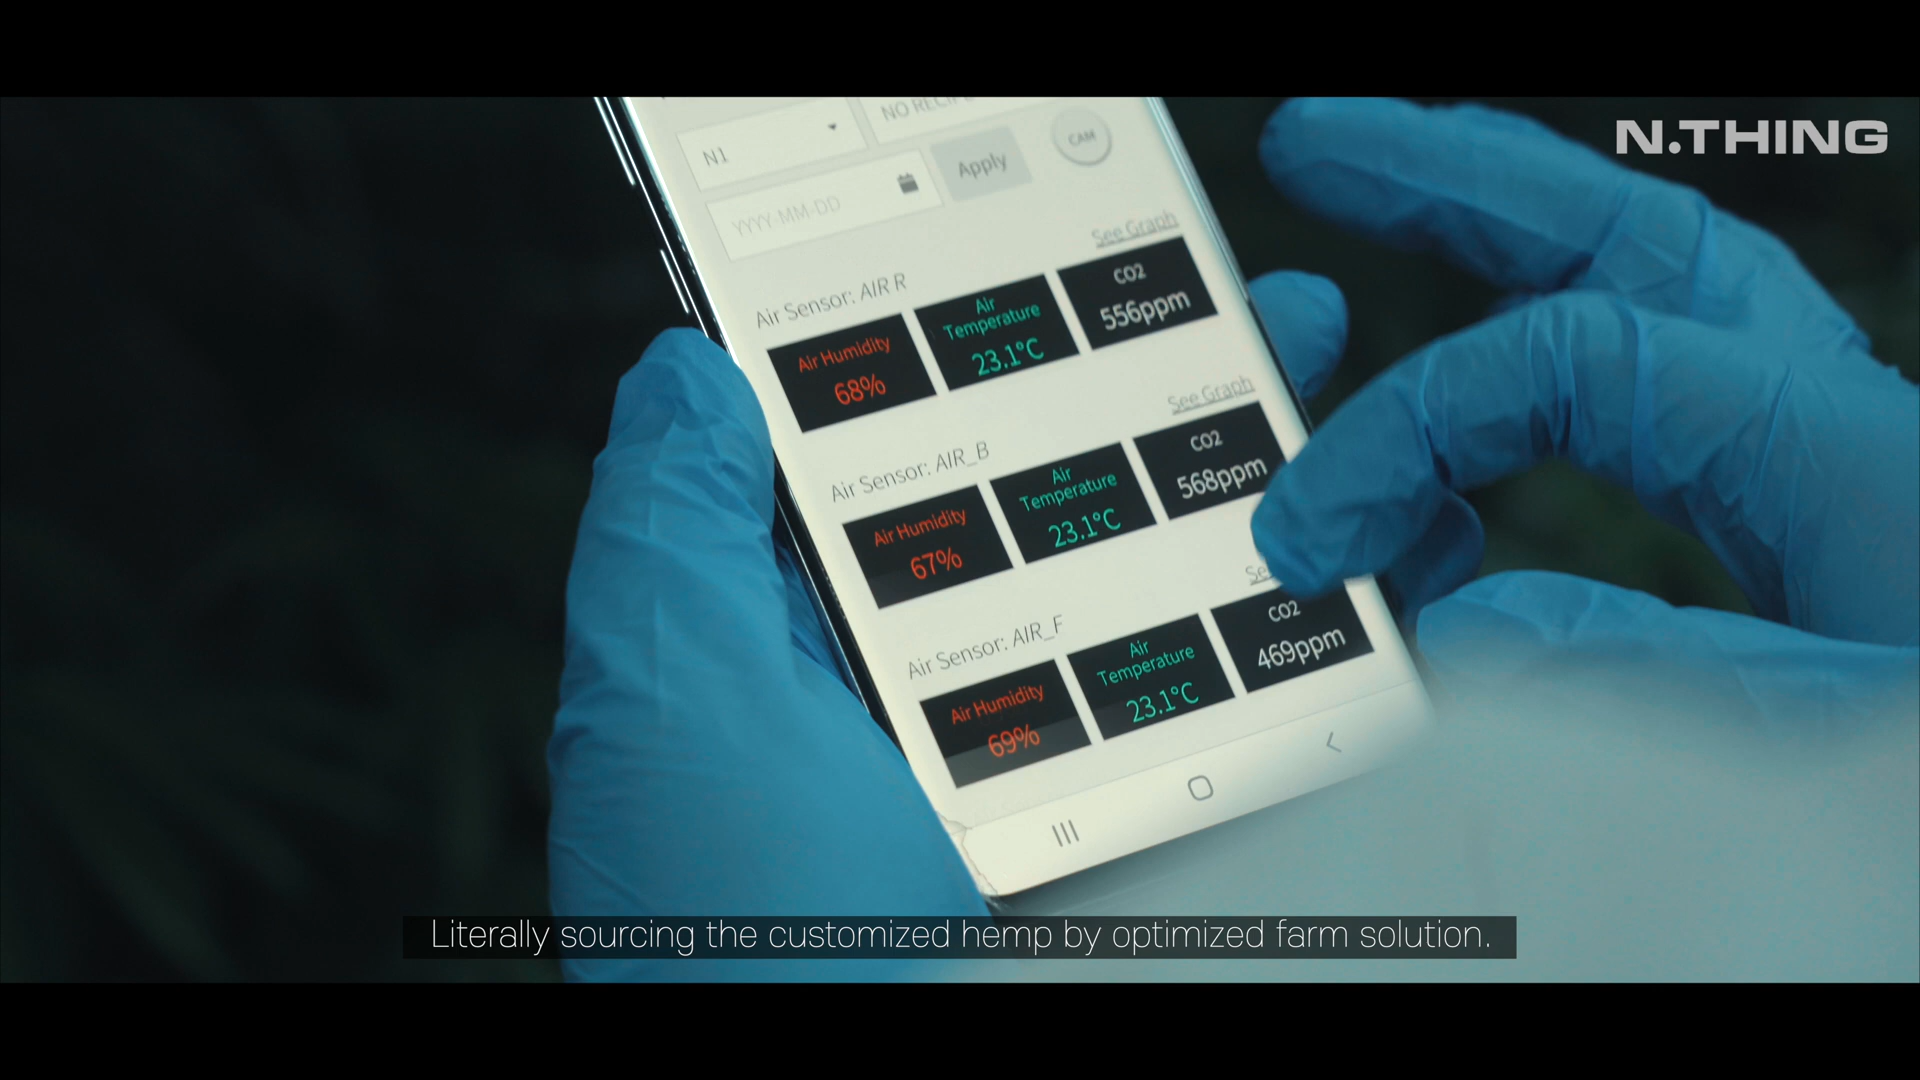 N.THING
NO RECIPE
N1
CAM
Apply
YYYY-MM-DD
See Graph
Air Sensor: AIR R
Air Humidity
68%
Air
Temperature
23.1°C
CO2
556ppm
See Graph
Air Sensor: AIR_B
Air Humidity
67%
Air
Temperature
23.1°C
CO2
568ppm
Air Sensor: AIR_F
Air Humidity
69%
Air
Temperature
23.1°C
CO2
469ppm
Literally sourcing the customized hemp by optimized farm solution.